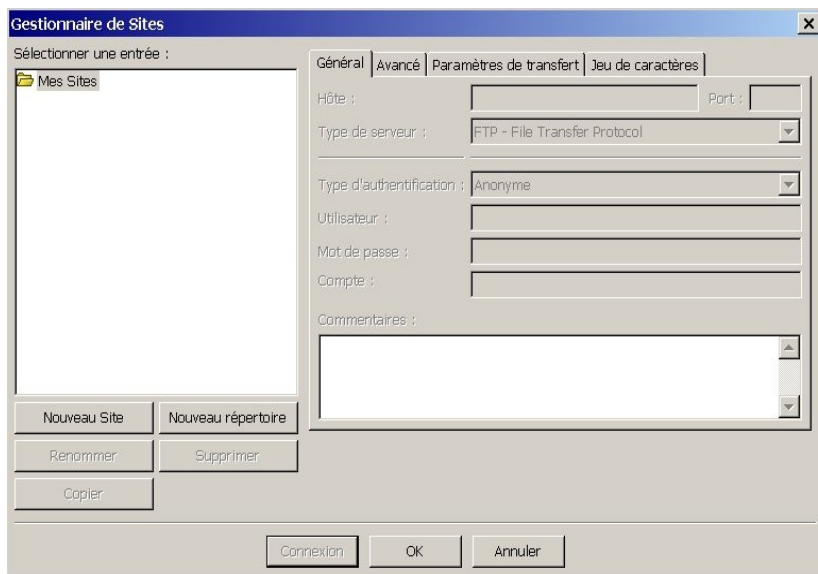 Gestionnaire de Sites
Sélectionner une entrée :
Mes Sites
Nouveau Site
Nouveau répertoire
Renommer
Supprimer
Copier
Général
Avancé
Paramètres de transfert
Jeu de caractères
Hôte :
Port :
Type de serveur :
FTP - File Transfer Protocol
Type d'authentification :
Anonyme
Utilisateur :
Mot de passe :
Compte :
Commentaires :
Connexion
OK
Annuler